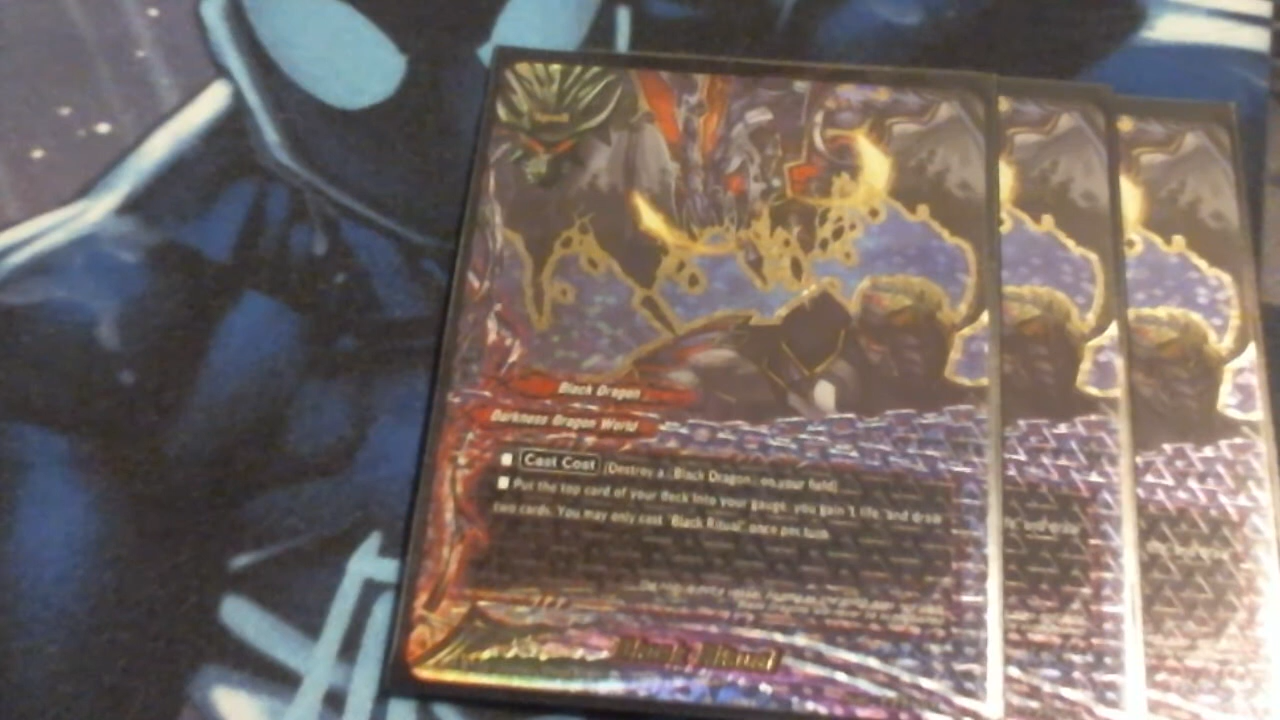 Black Dragon
Darkness Dragon World
Cast Cost (Destroy a 《Black Dragon》 on your field)
Put the top card of your deck into your gauge, you gain 1 life, and draw
two cards. You may only cast "Black Ritual" once per turn.
Black Ritual